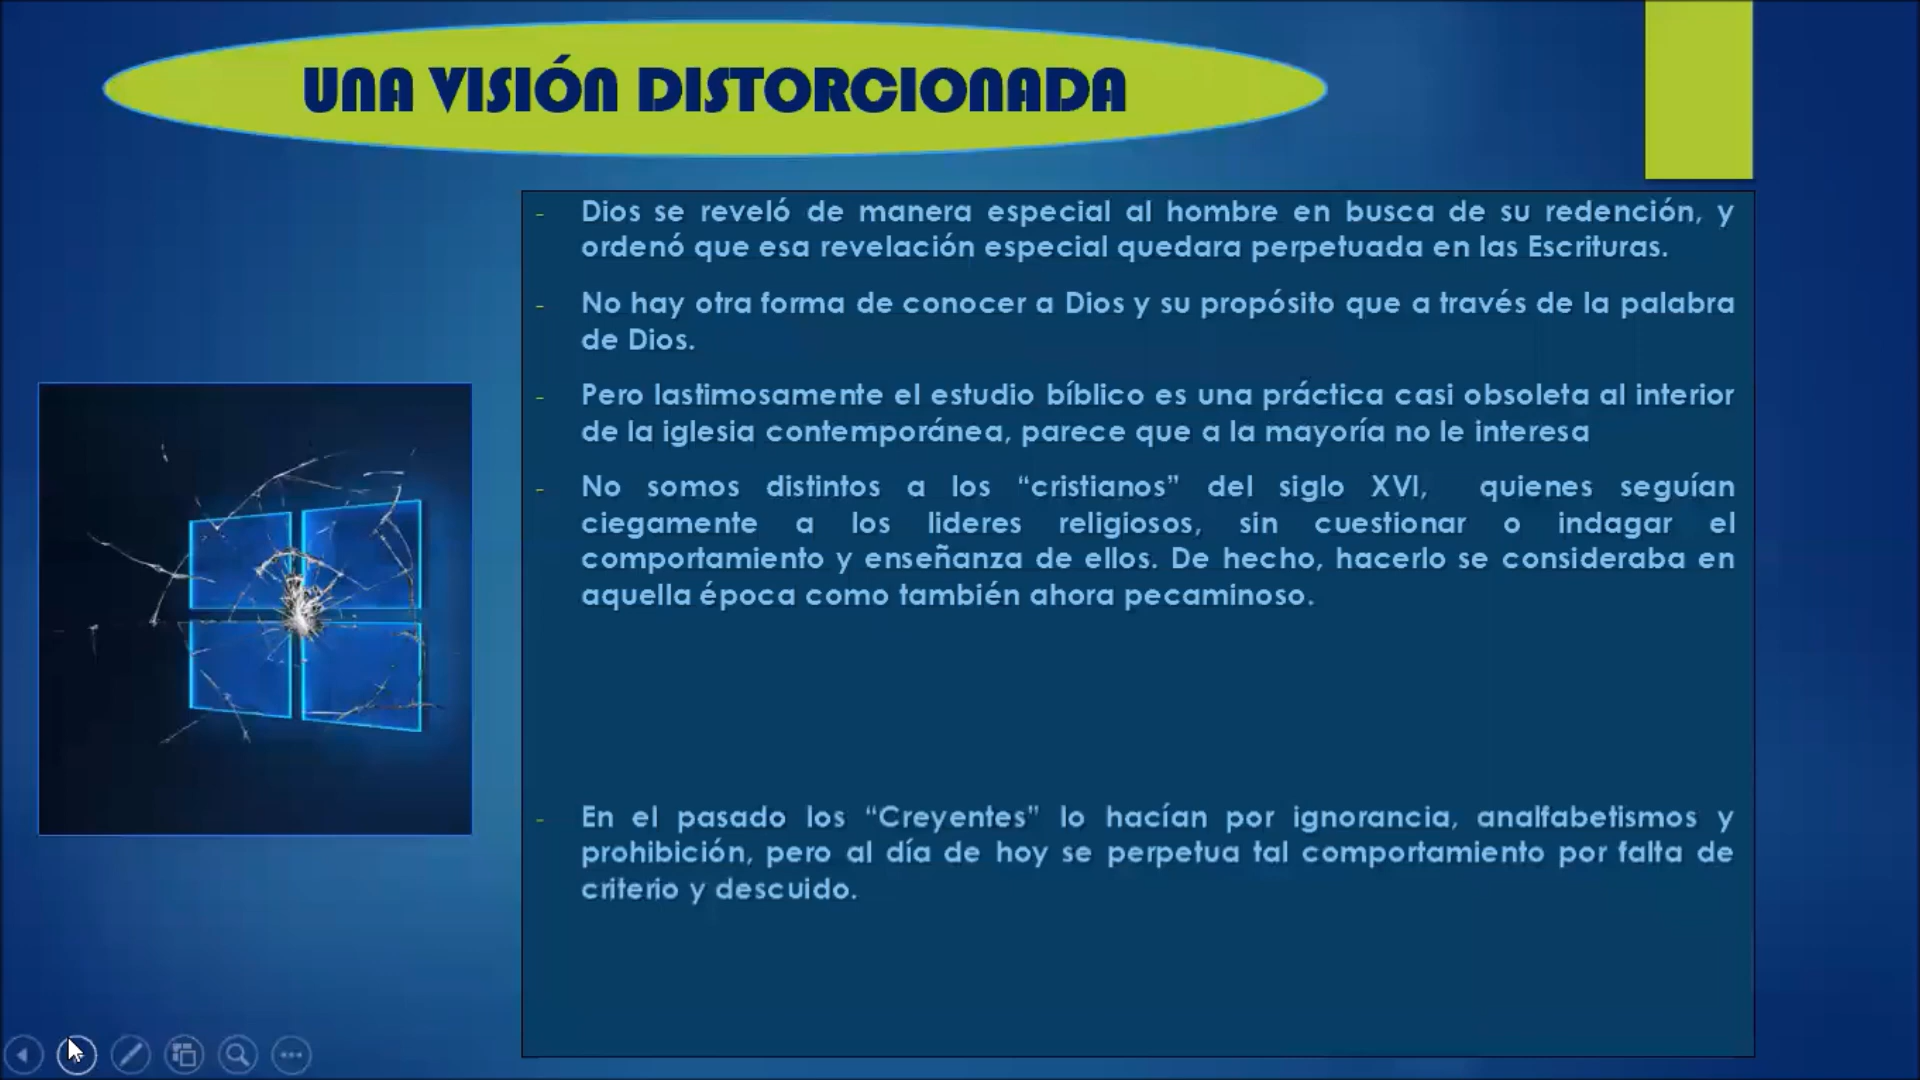 UNA VISIÓN DISTORCIONADA
- Dios se reveló de manera especial al hombre en busca de su redención, y
ordenó que esa revelación especial quedara perpetuada en las Escrituras.
- No hay otra forma de conocer a Dios y su propósito que a través de la palabra
de Dios.
- Pero lastimosamente el estudio bíblico es una práctica casi obsoleta al interior
de la iglesia contemporánea, parece que a la mayoría no le interesa
- No somos distintos a los “cristianos” del siglo XVI, quienes seguían
ciegamente a los lideres religiosos, sin cuestionar o indagar el
comportamiento y enseñanza de ellos. De hecho, hacerlo se consideraba en
aquella época como también ahora pecaminoso.
- En el pasado los “Creyentes” lo hacían por ignorancia, analfabetismos y
prohibición, pero al día de hoy se perpetua tal comportamiento por falta de
criterio y descuido.